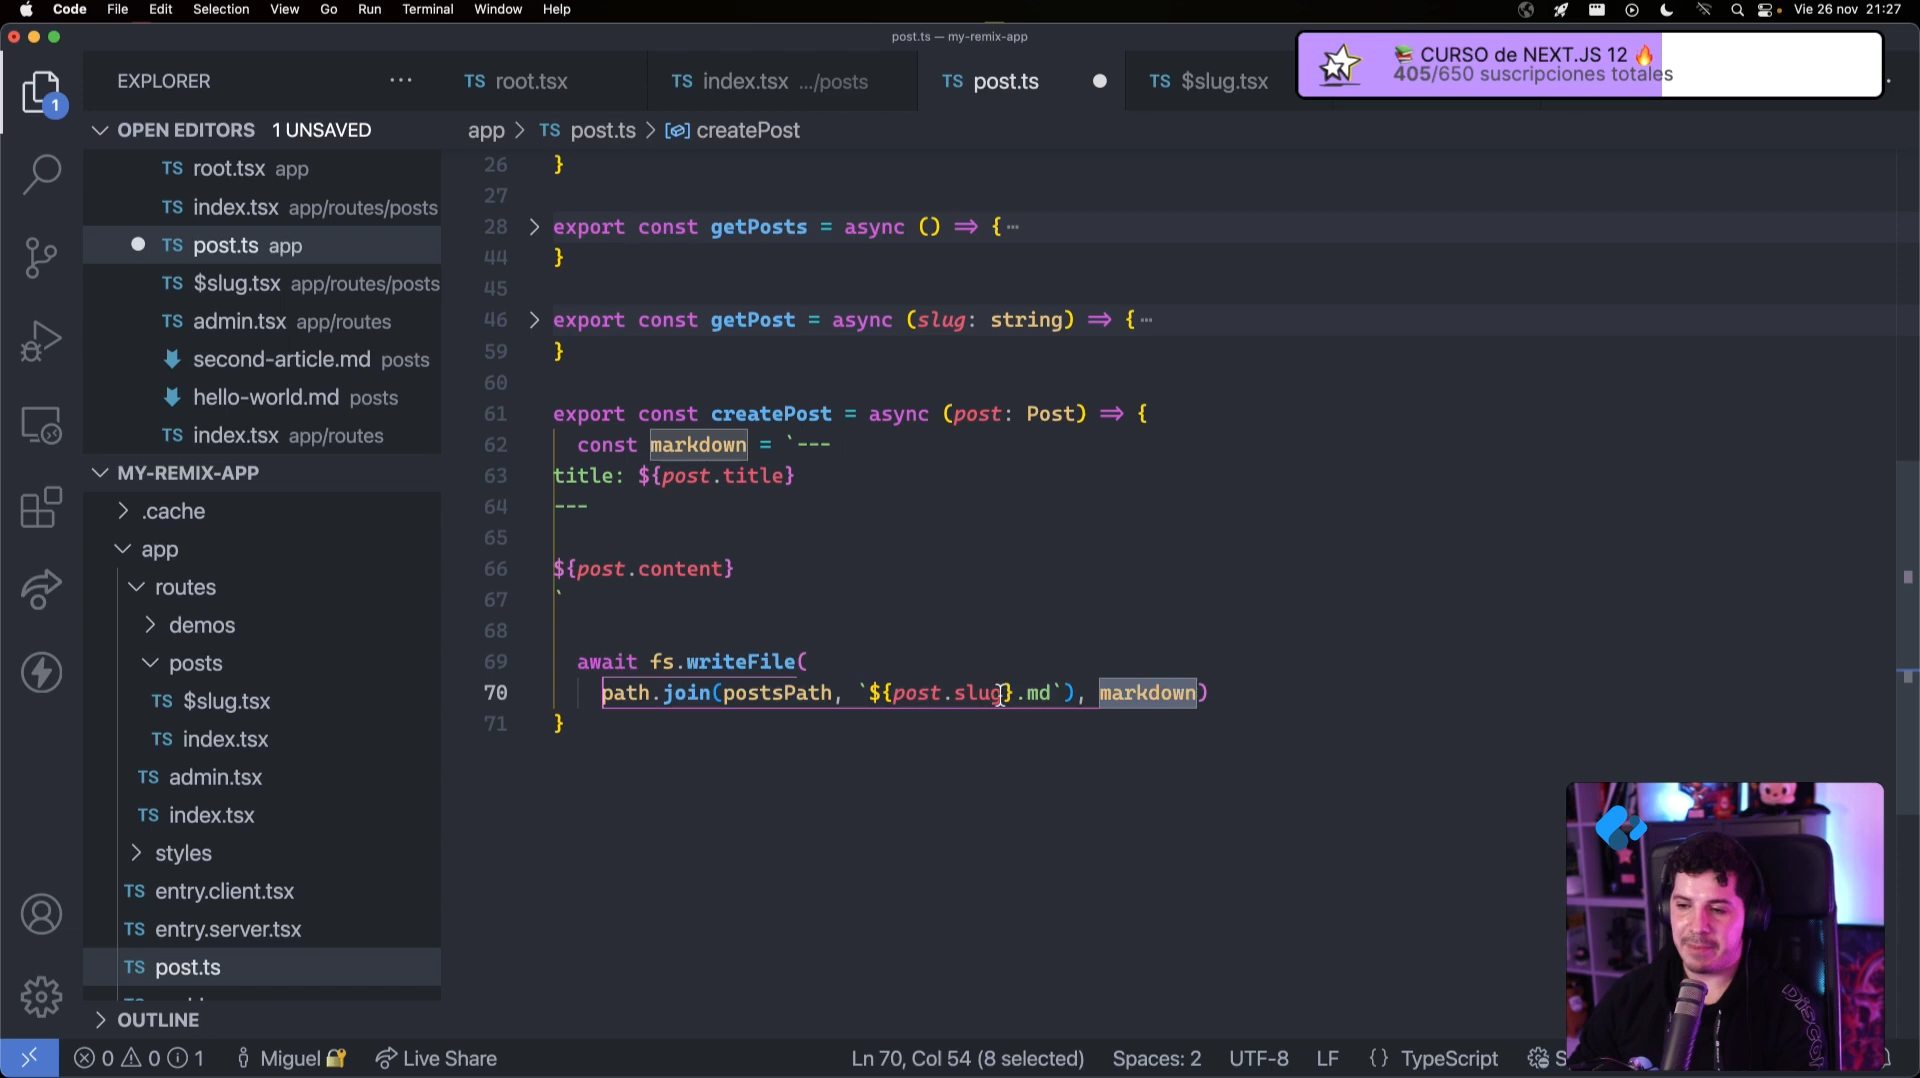 Code File Edit Selection View Go Run Terminal Window Help Vie 26 nov 21:27
post.ts — my-remix-app
📚 CURSO de NEXT.JS 12 🔥
405/650 suscripciones totales
EXPLORER ···
TS root.tsx TS index.tsx .../posts TS post.ts ● TS $slug.tsx
OPEN EDITORS 1 UNSAVED
app > TS post.ts > createPost
1
TS root.tsx app
TS index.tsx app/routes/posts
TS post.ts app
TS $slug.tsx app/routes/posts
TS admin.tsx app/routes
second-article.md posts
hello-world.md posts
TS index.tsx app/routes
MY-REMIX-APP
.cache
app
routes
demos
posts
TS $slug.tsx
TS index.tsx
TS admin.tsx
TS index.tsx
styles
TS entry.client.tsx
TS entry.server.tsx
TS post.ts
OUTLINE
26 }
27
28 export const getPosts = async () => {···
44 }
45
46 export const getPost = async (slug: string) => {···
59 }
60
61 export const createPost = async (post: Post) => {
62 const markdown = `---
63 title: ${post.title}
64 ---
65
66 ${post.content}
67 `
68
69 await fs.writeFile(
70 path.join(postsPath, `${post.slug}.md`), markdown)
71 }
0 0 1 Miguel 🔐 Live Share Ln 70, Col 54 (8 selected) Spaces: 2 UTF-8 LF {} TypeScript